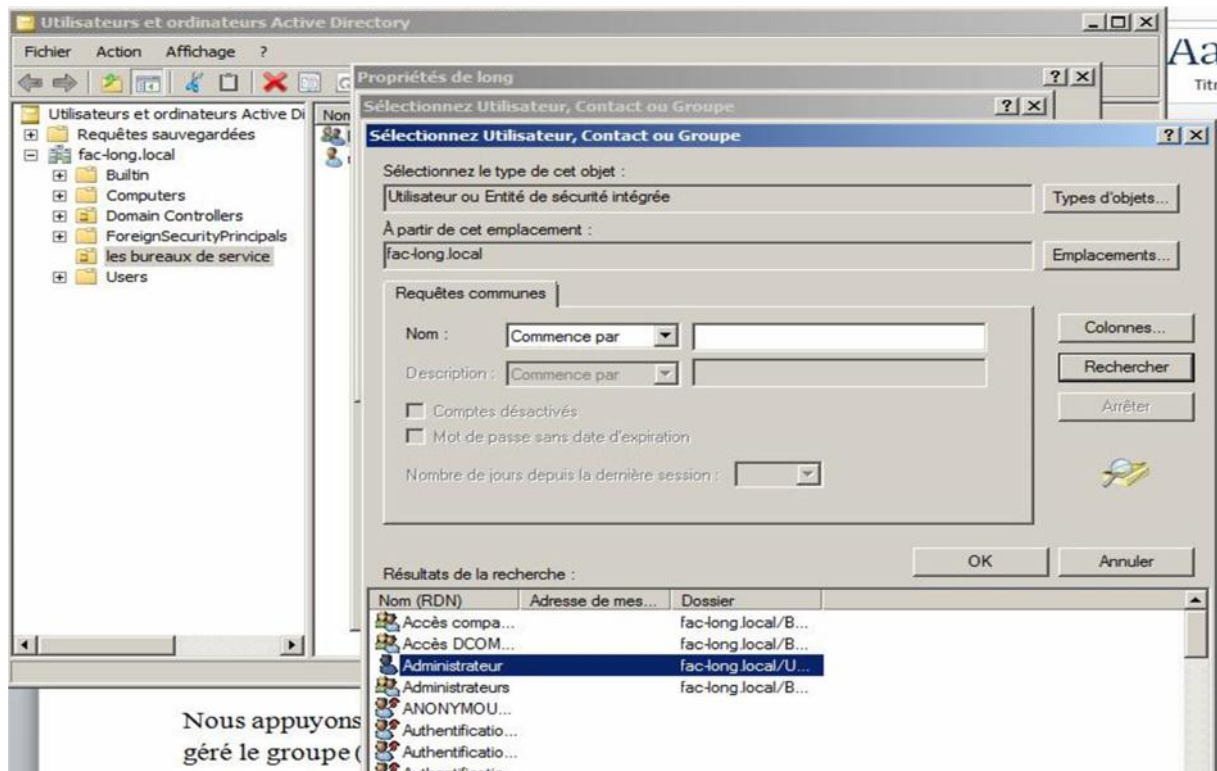 Utilisateurs et ordinateurs Active Directory
Fichier Action Affichage ?
Utilisateurs et ordinateurs Active Di
Requêtes sauvegardées
fac-long.local
Builtin
Computers
Domain Controllers
ForeignSecurityPrincipals
les bureaux de service
Users
Nom
Propriétés de long
Sélectionnez Utilisateur, Contact ou Groupe
Sélectionnez Utilisateur, Contact ou Groupe
Sélectionnez le type de cet objet :
Utilisateur ou Entité de sécurité intégrée
Types d'objets...
À partir de cet emplacement :
fac-long.local
Emplacements...
Requêtes communes
Nom : Commence par
Description : Commence par
Comptes désactivés
Mot de passe sans date d'expiration
Nombre de jours depuis la dernière session :
Colonnes...
Rechercher
Arrêter
OK Annuler
Résultats de la recherche :
Nom (RDN) Adresse de mes... Dossier
Accès compa... fac-long.local/B...
Accès DCOM... fac-long.local/B...
Administrateur fac-long.local/U...
Administrateurs fac-long.local/B...
ANONYMOU...
Authentificatio...
Authentificatio...
Aa
Titr
Nous appuyons
géré le groupe (